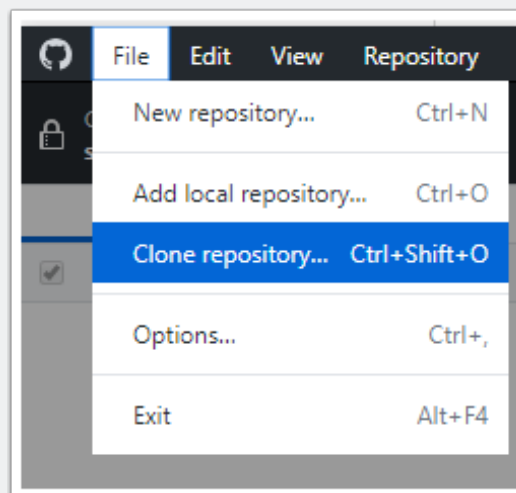 File Edit View Repository
New repository... Ctrl+N
Add local repository... Ctrl+O
Clone repository... Ctrl+Shift+O
Options... Ctrl+,
Exit Alt+F4